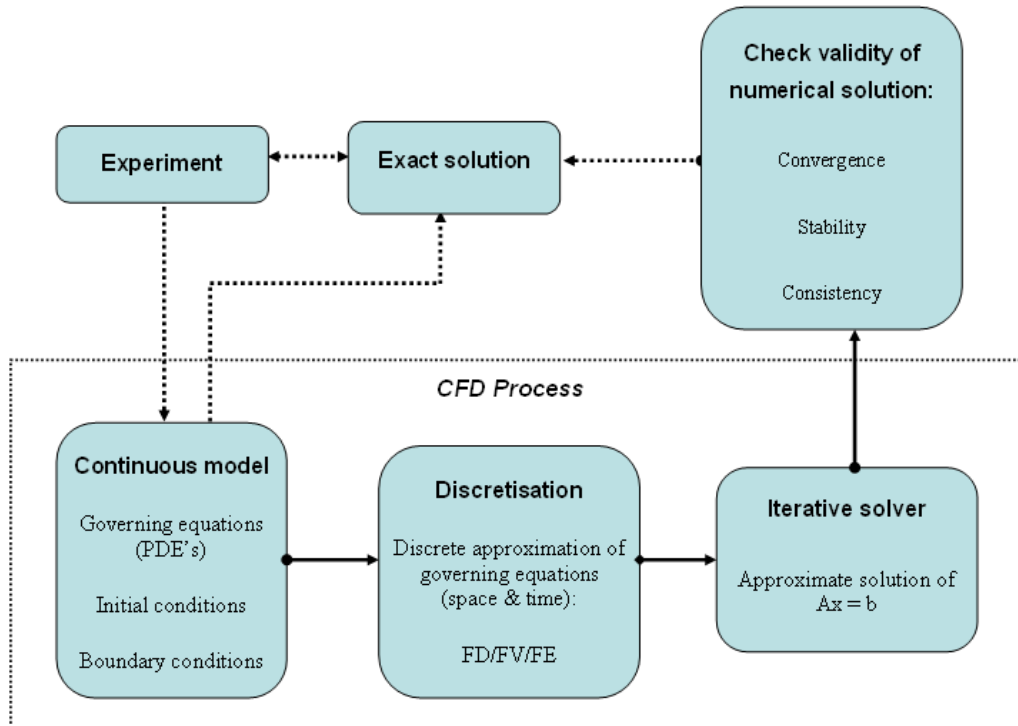 Check validity of
numerical solution:
Convergence
Stability
Consistency
Experiment
Exact solution
CFD Process
Continuous model
Governing equations
(PDE's)
Initial conditions
Boundary conditions
Discretisation
Discrete approximation of
governing equations
(space & time):
FD/FV/FE
Iterative solver
Approximate solution of
Ax = b